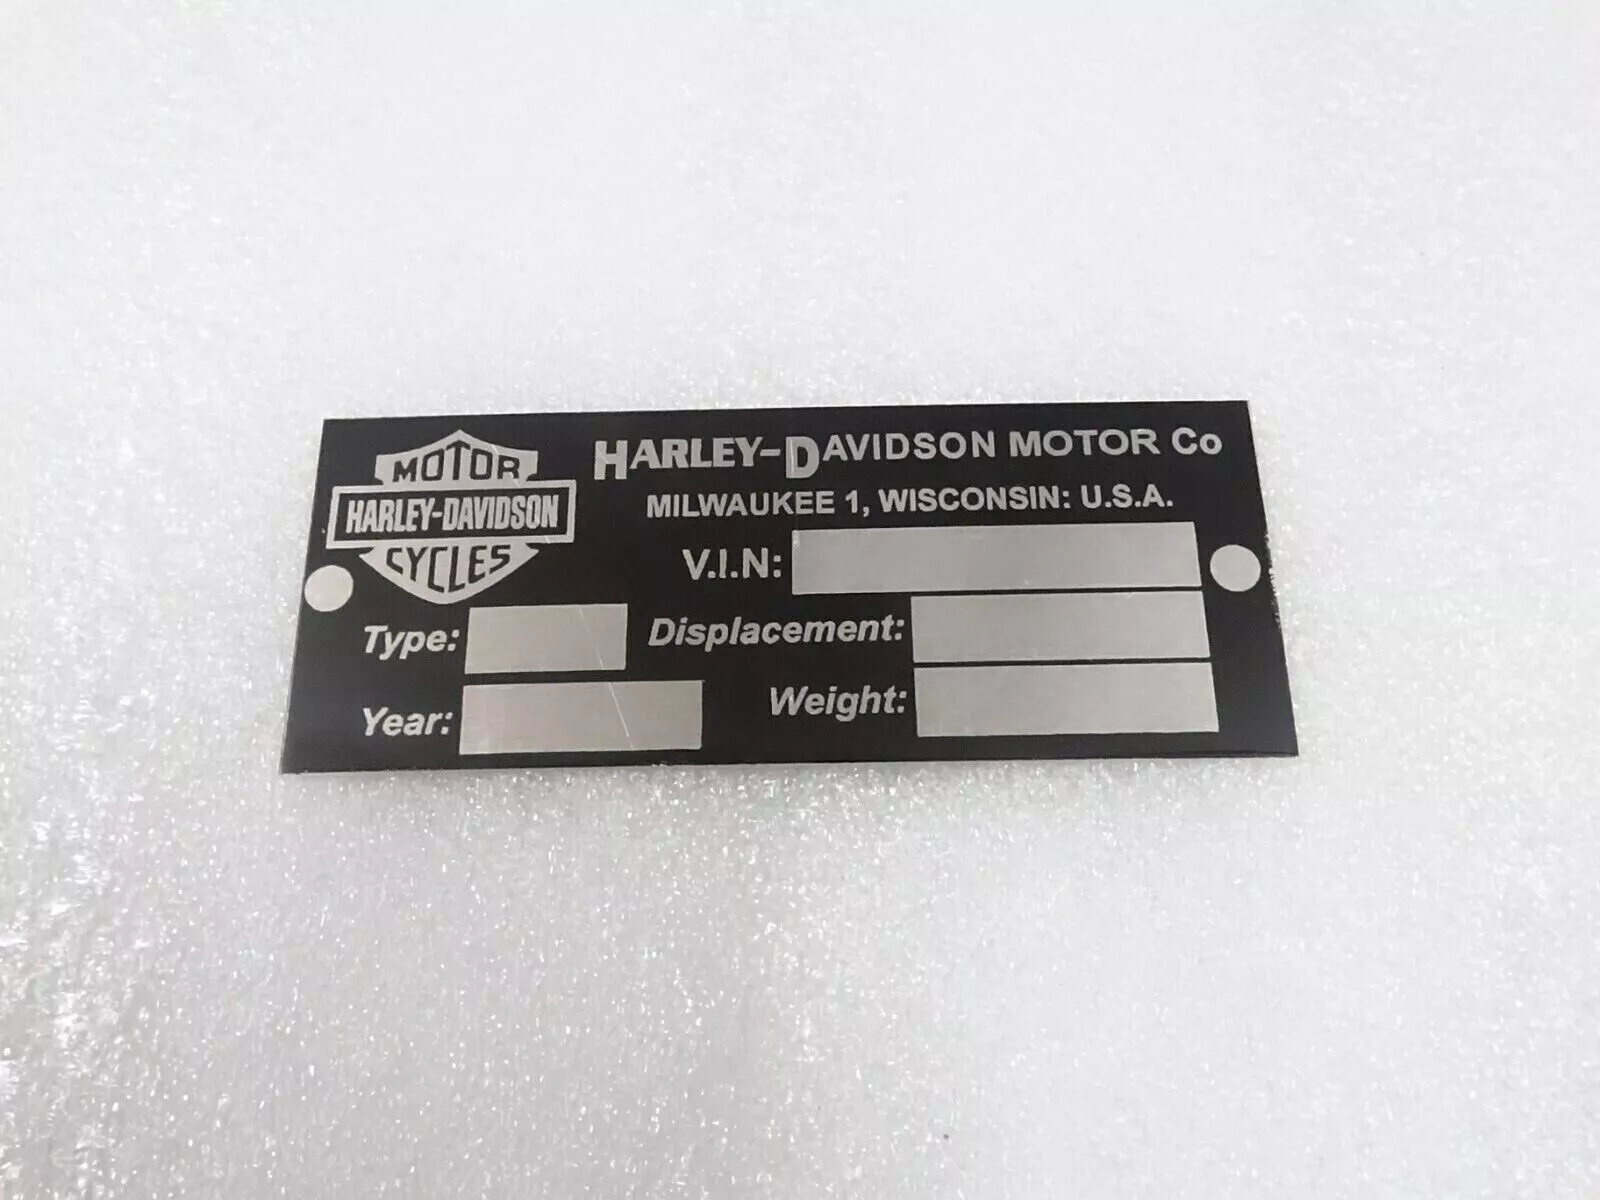 MOTOR
HARLEY-DAVIDSON
CYCLES
HARLEY-DAVIDSON MOTOR Co
MILWAUKEE 1, WISCONSIN: U.S.A.
V.I.N:
Type:
Displacement:
Year:
Weight: